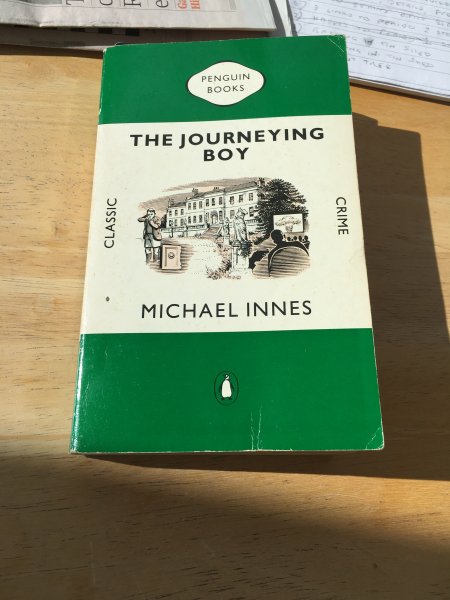 PENGUIN
BOOKS
THE JOURNEYING
BOY
CLASSIC
CRIME
MICHAEL INNES